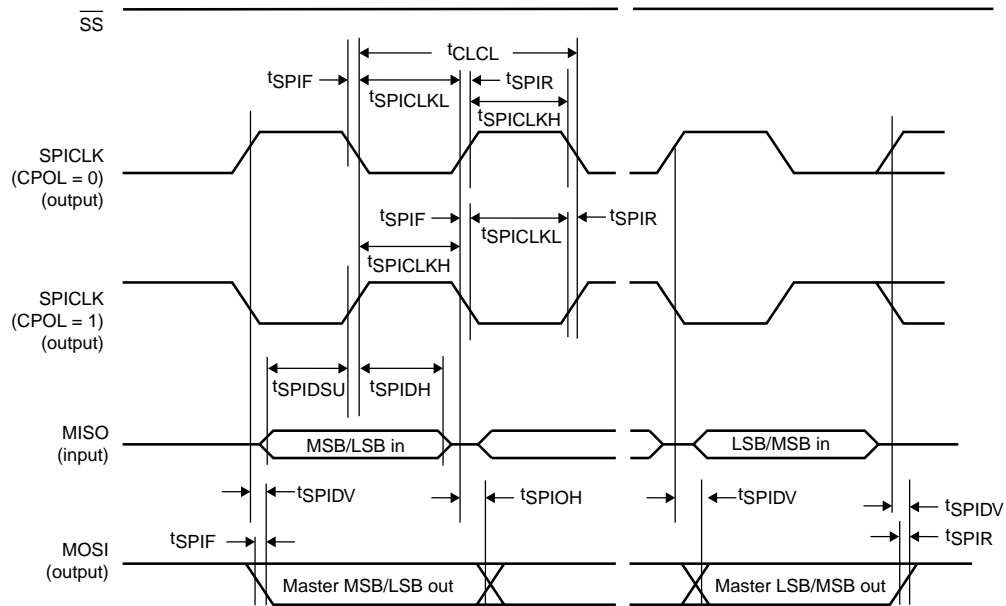 SS
tCLCL
tSPIF
tSPIR
tSPICLKL
tSPICLKH
SPICLK
(CPOL = 0)
(output)
tSPIF
tSPIR
tSPICLKL
tSPICLKH
SPICLK
(CPOL = 1)
(output)
tSPIDSU
tSPIDH
MISO
(input)
MSB/LSB in
LSB/MSB in
tSPIDV
tSPIOH
tSPIDV
tSPIDV
tSPIF
tSPIR
MOSI
(output)
Master MSB/LSB out
Master LSB/MSB out